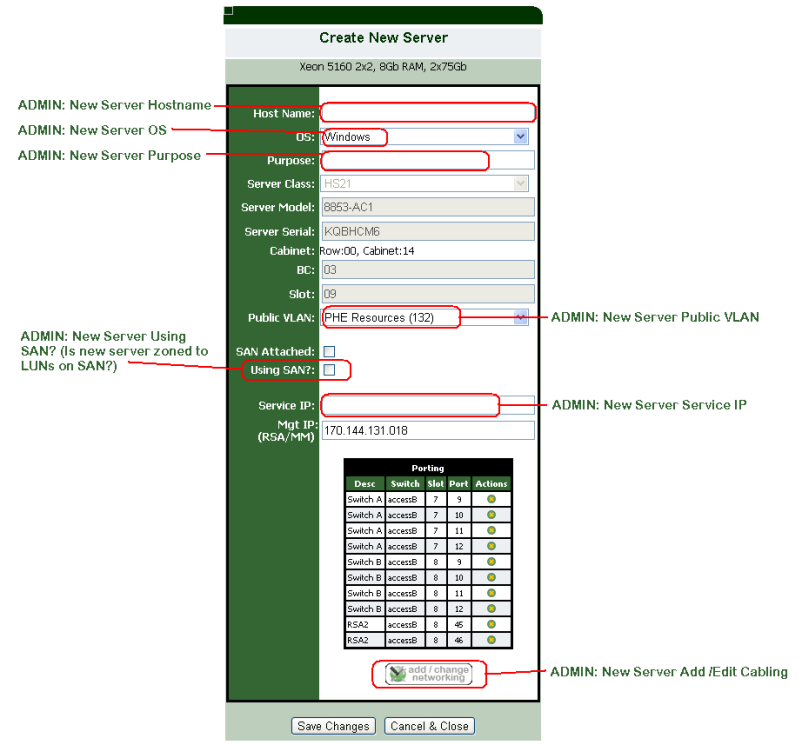 Create New Server
Xeon 5160 2x2, 8Gb RAM, 2x75Gb
ADMIN: New Server Hostname
Host Name:
ADMIN: New Server OS
OS: Windows
ADMIN: New Server Purpose
Purpose:
Server Class: HS21
Server Model: 8853-AC1
Server Serial: KQBHCM6
Cabinet: Row:00, Cabinet:14
BC: 03
Slot: 09
Public VLAN: PHE Resources (132)
ADMIN: New Server Public VLAN
ADMIN: New Server Using
SAN? (Is new server zoned to
LUNs on SAN?)
SAN Attached:
Using SAN?:
Service IP:
ADMIN: New Server Service IP
Mgt IP:
(RSA/MM)
170.144.131.018
Porting
Desc Switch Slot Port Actions
Switch A accessB 7 9
Switch A accessB 7 10
Switch A accessB 7 11
Switch A accessB 7 12
Switch B accessB 8 9
Switch B accessB 8 10
Switch B accessB 8 11
Switch B accessB 8 12
RSA2 accessB 8 45
RSA2 accessB 8 46
add / change
networking
ADMIN: New Server Add /Edit Cabling
Save Changes Cancel & Close